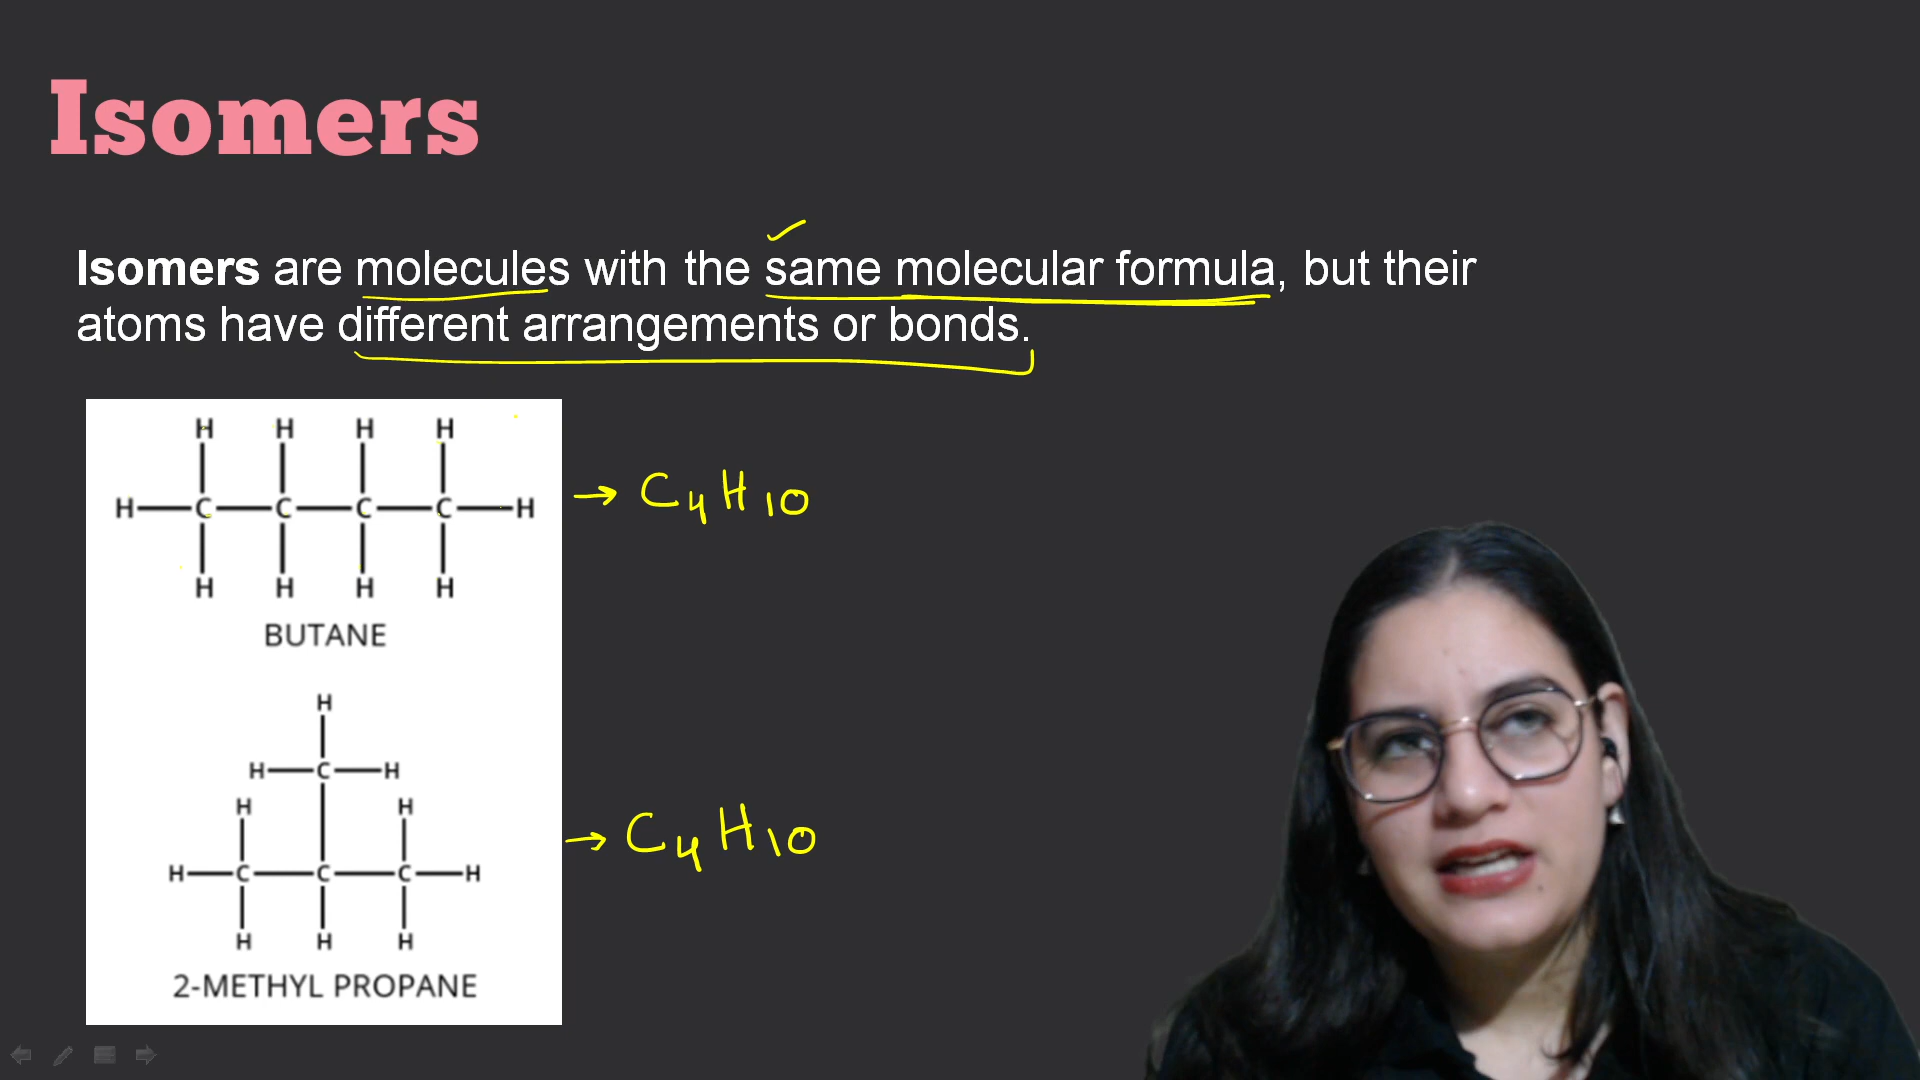 Isomers
Isomers are molecules with the same molecular formula, but their
atoms have different arrangements or bonds.
H H H H
H C C C C H
H H H H
BUTANE
→ C4H10
H
H C H
H H
H C C C H
H H H
2-METHYL PROPANE
→ C4H10